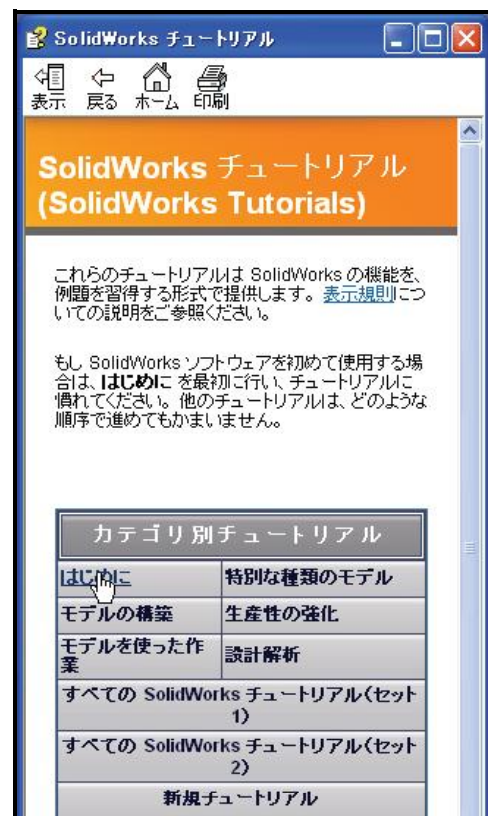 SolidWorks チュートリアル
表示 戻る ホーム 印刷
SolidWorks チュートリアル
(SolidWorks Tutorials)
これらのチュートリアルは SolidWorks の機能を、
例題を習得する形式で提供します。表示規則につ
いての説明をご参照ください。
もし SolidWorks ソフトウェアを初めて使用する場
合は、はじめに を最初に行い、チュートリアルに
慣れてください。他のチュートリアルは、どのような
順序で進めてもかまいません。
カテゴリ別チュートリアル
はじめに 特別な種類のモデル
モデルの構築 生産性の強化
モデルを使った作
業 設計解析
すべての SolidWorks チュートリアル(セット
1)
すべての SolidWorks チュートリアル(セット
2)
新規チュートリアル